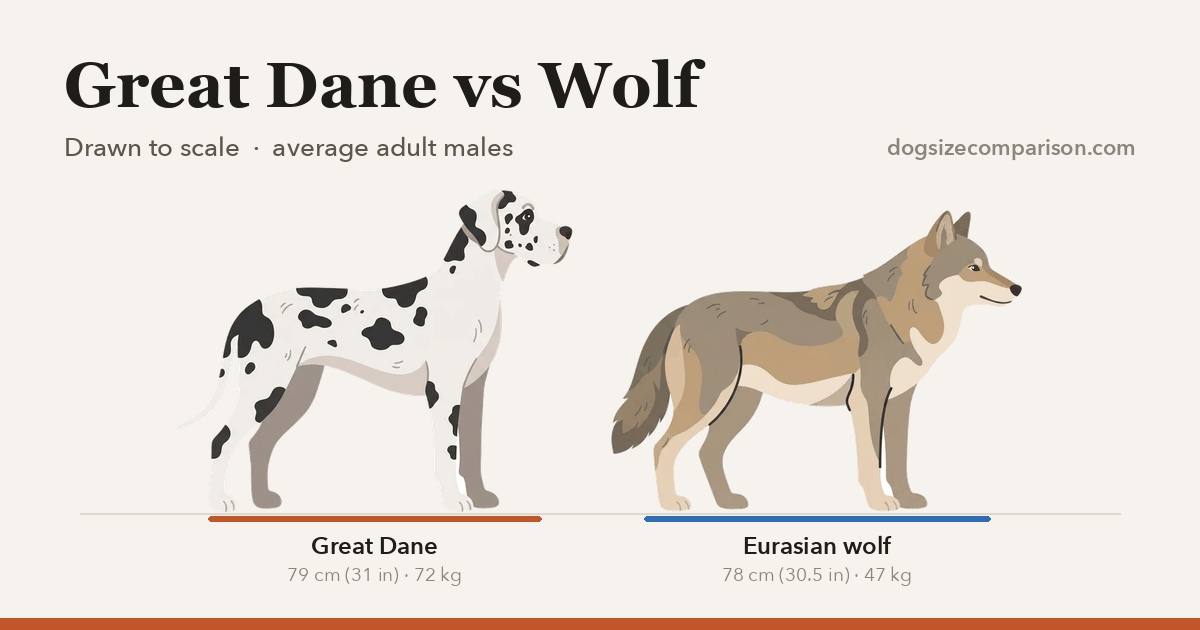 Great Dane vs Wolf
Drawn to scale · average adult males
dogsizecomparison.com
Great Dane
79 cm (31 in) · 72 kg
Eurasian wolf
78 cm (30.5 in) · 47 kg